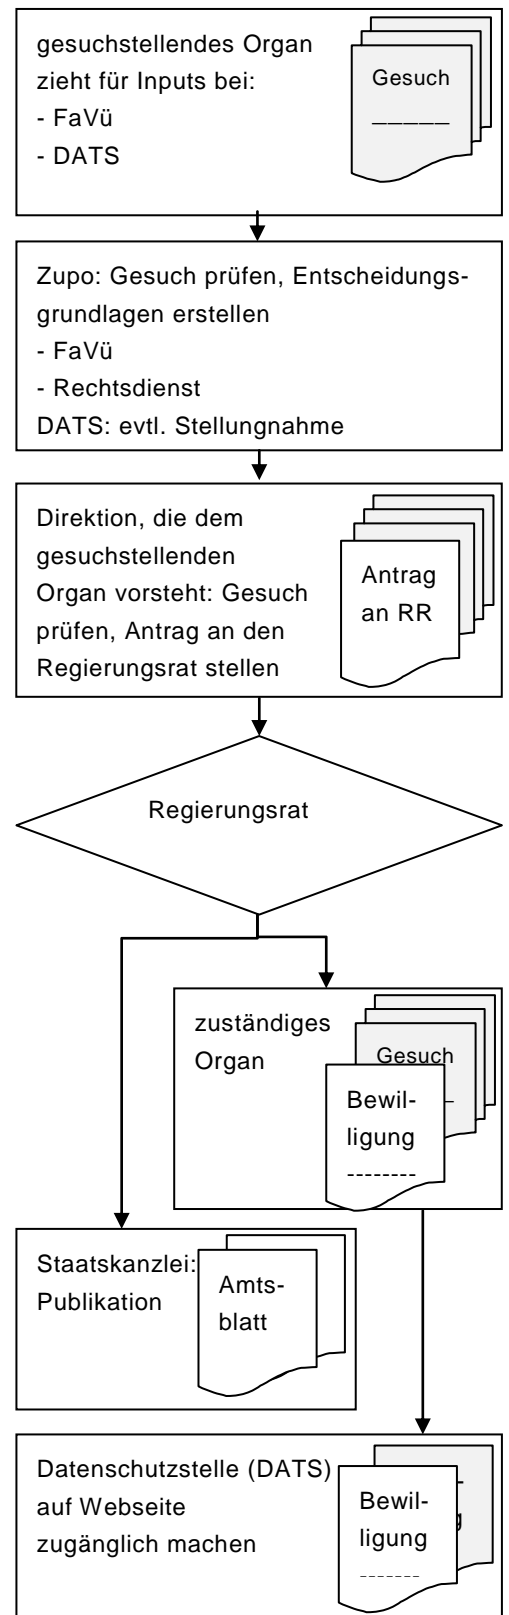 gesuchstellendes Organ
zieht für Inputs bei:
- FaVü
- DATS
Gesuch
_____
Zupo: Gesuch prüfen, Entscheidungs-
grundlagen erstellen
- FaVü
- Rechtsdienst
DATS: evtl. Stellungnahme
Direktion, die dem
gesuchstellenden
Organ vorsteht: Gesuch
prüfen, Antrag an den
Regierungsrat stellen
Antrag
an RR
Regierungsrat
zuständiges
Organ
Gesuch
Bewil-
ligung
--------
Staatskanzlei:
Publikation
Amts-
blatt
Datenschutzstelle (DATS)
auf Webseite
zugänglich machen
Bewil-
ligung
-------